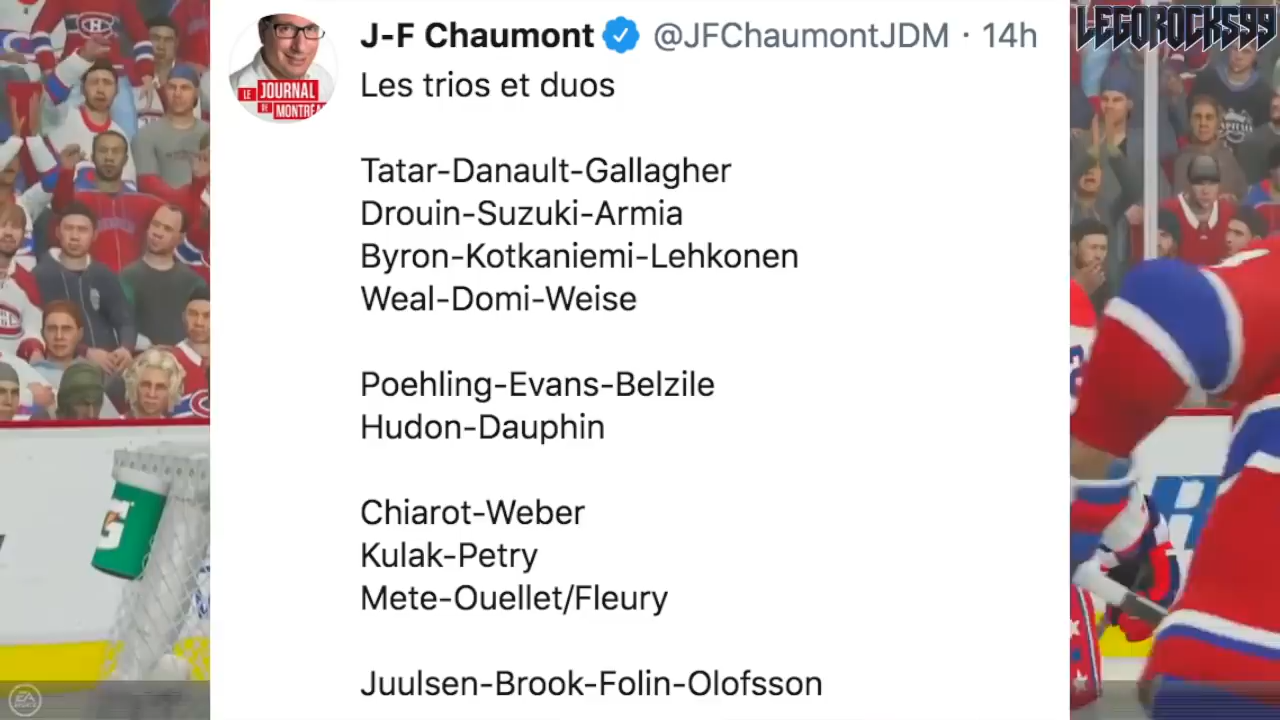 J-F Chaumont @JFChaumontJDM · 14h
LEGOROCKS99
LE JOURNAL
DE MONTRÉA
Les trios et duos
Tatar-Danault-Gallagher
Drouin-Suzuki-Armia
Byron-Kotkaniemi-Lehkonen
Weal-Domi-Weise
Poehling-Evans-Belzile
Hudon-Dauphin
Chiarot-Weber
Kulak-Petry
Mete-Ouellet/Fleury
Juulsen-Brook-Folin-Olofsson
G
EA